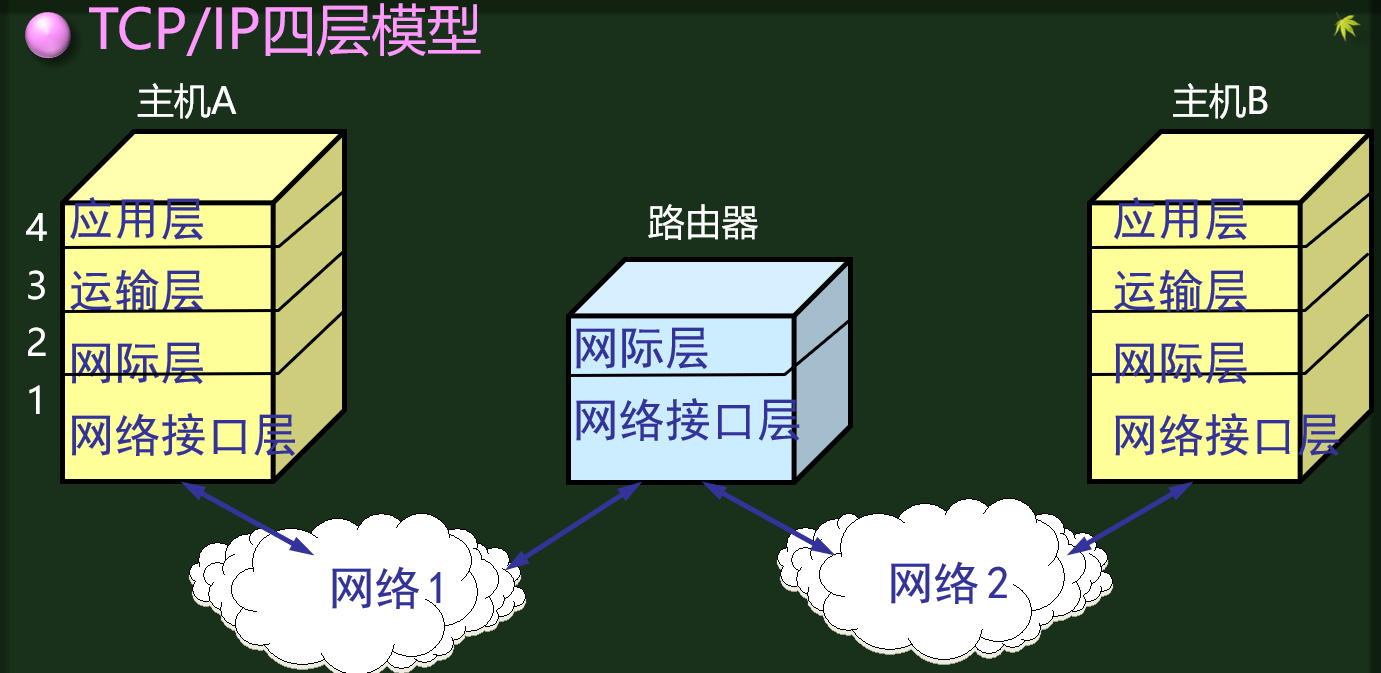 TCP/IP四层模型
主机A
主机B
路由器
4
3
2
1
应用层
运输层
网际层
网络接口层
网际层
网络接口层
应用层
运输层
网际层
网络接口层
网络1
网络2